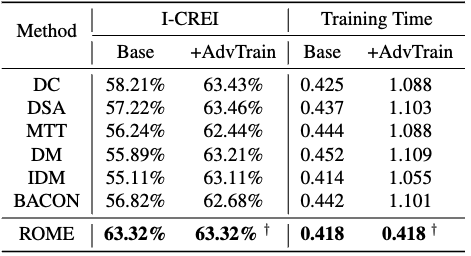 Method I-CREI Training Time
Base +AdvTrain Base +AdvTrain
DC 58.21% 63.43% 0.425 1.088
DSA 57.22% 63.46% 0.437 1.103
MTT 56.24% 62.44% 0.444 1.088
DM 55.89% 63.21% 0.452 1.109
IDM 55.11% 63.11% 0.414 1.055
BACON 56.82% 62.68% 0.442 1.101
ROME 63.32% 63.32% † 0.418 0.418 †